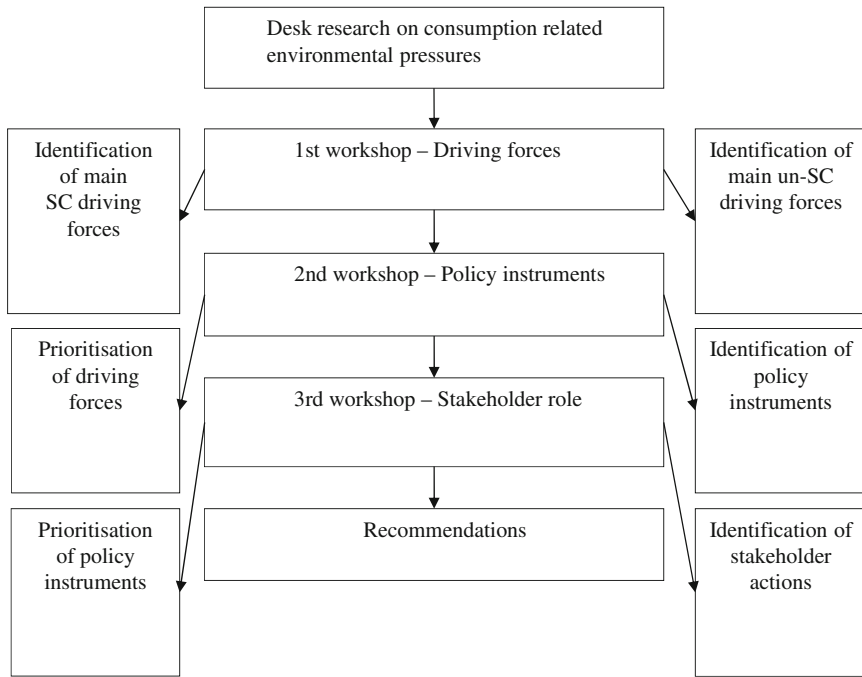 Desk research on consumption related
environmental pressures
Identification
of main
SC driving
forces
1st workshop – Driving forces
Identification of
main un-SC
driving forces
2nd workshop – Policy instruments
Prioritisation
of driving
forces
Identification of
policy
instruments
3rd workshop – Stakeholder role
Prioritisation
of policy
instruments
Recommendations
Identification of
stakeholder
actions